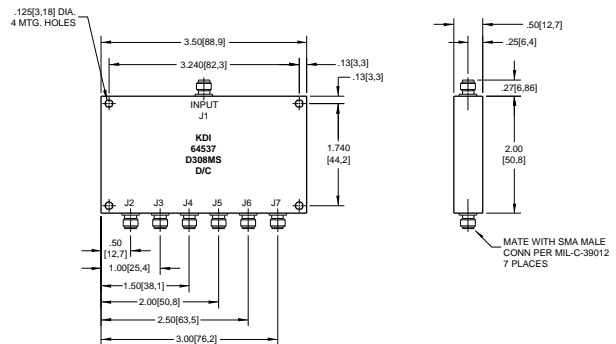 .125[3,18] DIA.
4 MTG. HOLES
3.50[88,9]
3.240[82,3]
.13[3,3]
.13[3,3]
INPUT
J1
KDI
64537
D308MS
D/C
1.740
[44,2]
J2 J3 J4 J5 J6 J7
.50
[12,7]
1.00[25,4]
1.50[38,1]
2.00[50,8]
2.50[63,5]
3.00[76,2]
.50[12,7]
.25[6,4]
.27[6,86]
2.00
[50,8]
MATE WITH SMA MALE
CONN PER MIL-C-39012
7 PLACES